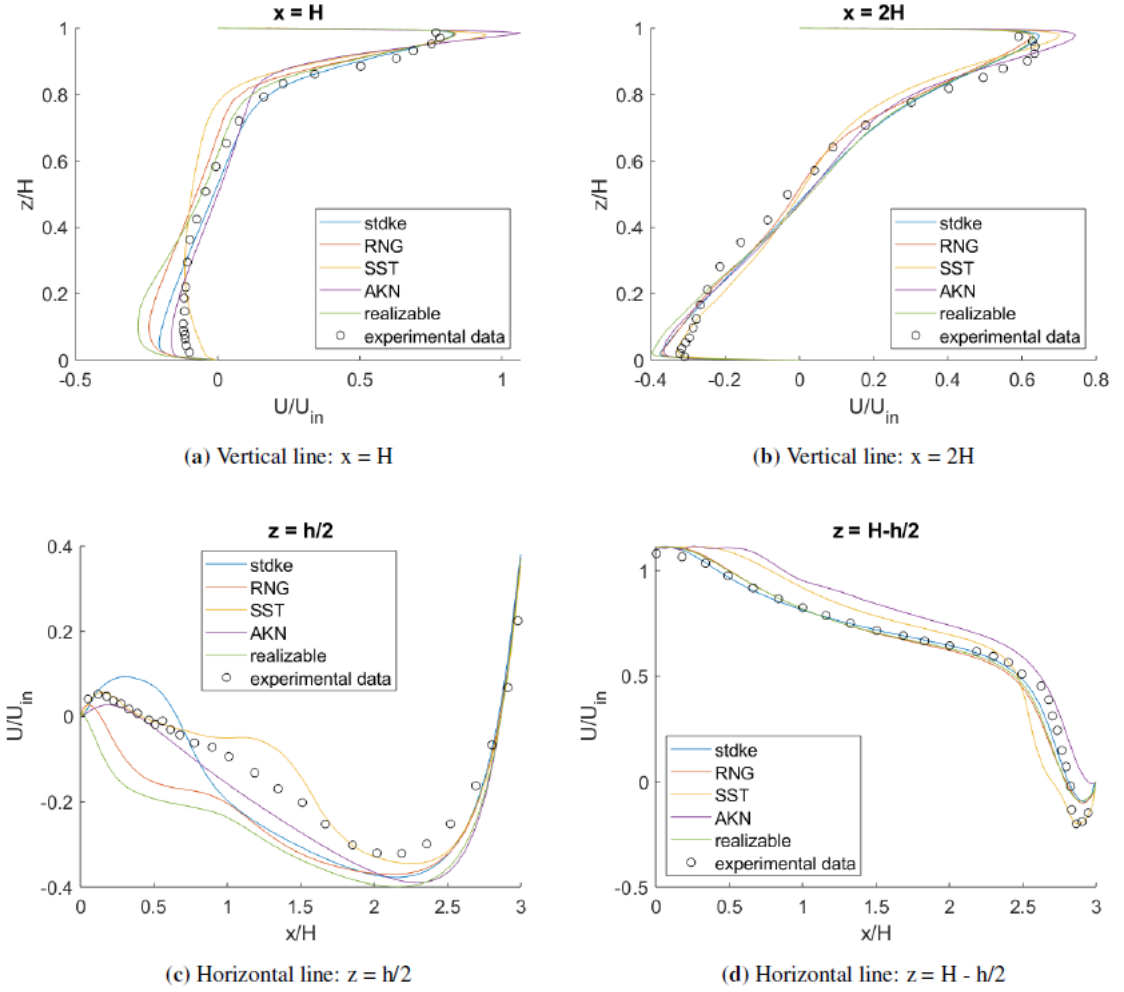 x = H
z/H
1
0.8
0.6
0.4
0.2
0
-0.5
0
0.5
1
U/U_in
stdke
RNG
SST
AKN
realizable
experimental data
(a) Vertical line: x = H
x = 2H
z/H
1
0.8
0.6
0.4
0.2
0
-0.4
-0.2
0
0.2
0.4
0.6
0.8
U/U_in
stdke
RNG
SST
AKN
realizable
experimental data
(b) Vertical line: x = 2H
z = h/2
U/U_in
0.4
0.2
0
-0.2
-0.4
0
0.5
1
1.5
2
2.5
3
x/H
stdke
RNG
SST
AKN
realizable
experimental data
(c) Horizontal line: z = h/2
z = H-h/2
U/U_in
1
0.5
0
-0.5
0
0.5
1
1.5
2
2.5
3
x/H
stdke
RNG
SST
AKN
realizable
experimental data
(d) Horizontal line: z = H - h/2